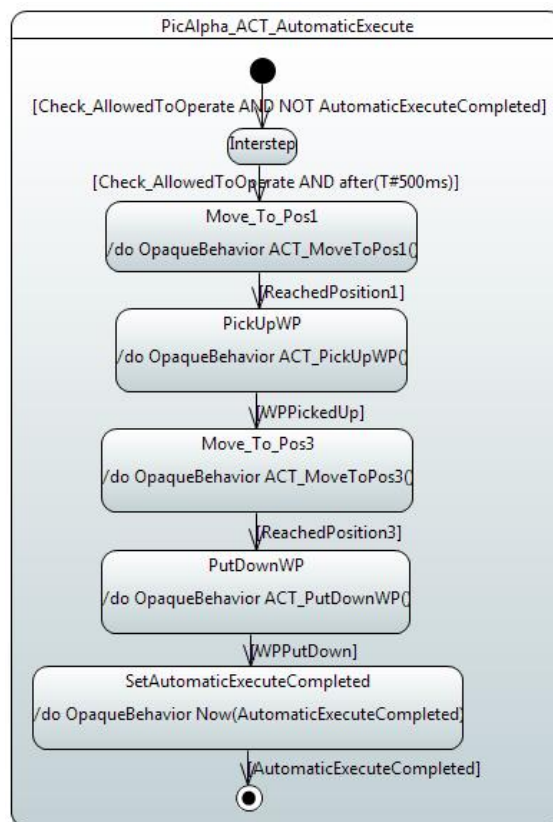 PicAlpha_ACT_AutomaticExecute
[Check_AllowedToOperate AND NOT AutomaticExecuteCompleted]
Interstep
[Check_AllowedToOperate AND after(T#500ms)]
Move_To_Pos1
/do OpaqueBehavior ACT_MoveToPos1()
[ReachedPosition1]
PickUpWP
/do OpaqueBehavior ACT_PickUpWP()
[WPPickedUp]
Move_To_Pos3
/do OpaqueBehavior ACT_MoveToPos3()
[ReachedPosition3]
PutDownWP
/do OpaqueBehavior ACT_PutDownWP()
[WPPutDown]
SetAutomaticExecuteCompleted
/do OpaqueBehavior Now(AutomaticExecuteCompleted)
[AutomaticExecuteCompleted]